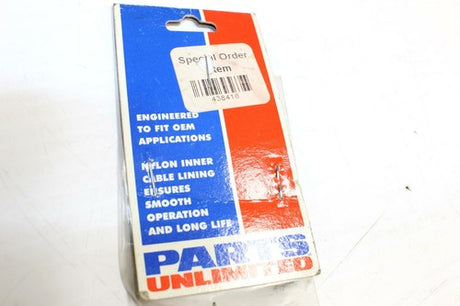 Special Order
Item
438416
ENGINEERED
TO FIT OEM
APPLICATIONS
NYLON INNER
CABLE LINING
ENSURES
SMOOTH
OPERATION
AND LONG LIFE
PARTS
UNLIMITED